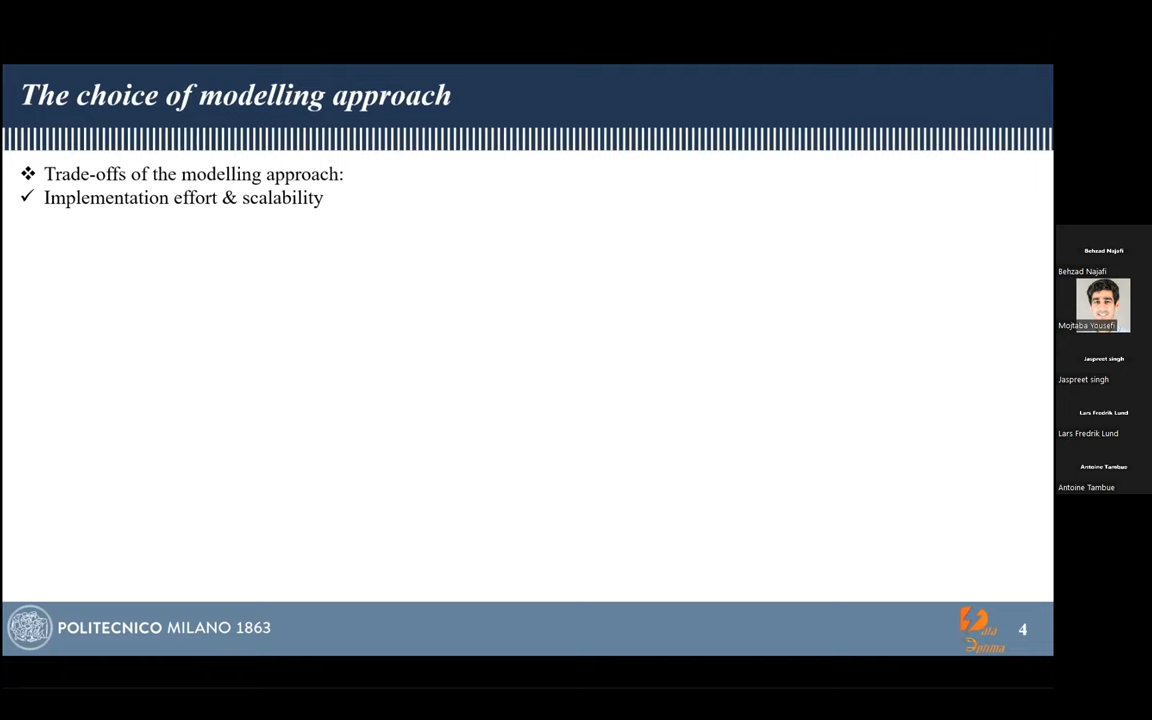 The choice of modelling approach
❖ Trade-offs of the modelling approach:
✓ Implementation effort & scalability
Behzad Najafi
Behzad Najafi
Mojtaba Yousefi
Jaspreet singh
Jaspreet singh
Lars Fredrik Lund
Lars Fredrik Lund
Antoine Tambue
Antoine Tambue
POLITECNICO MILANO 1863
4